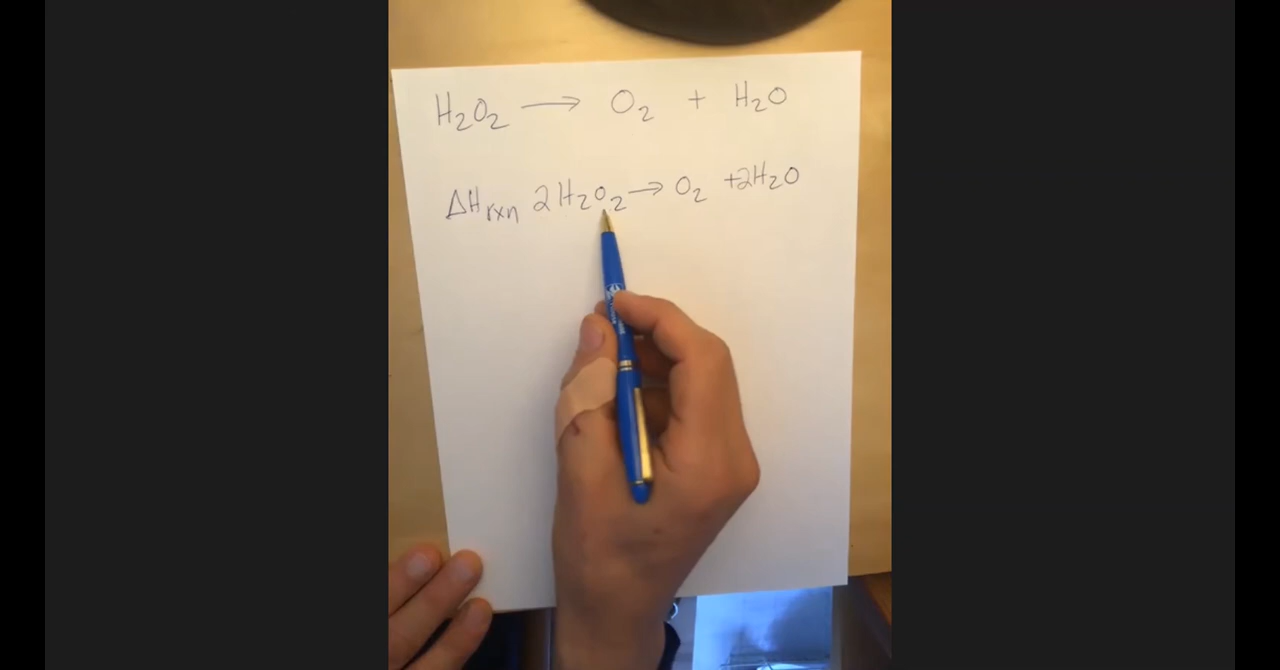 H₂O₂ → O₂ + H₂O
ΔHrxn 2H₂O₂ → O₂ +2H₂O